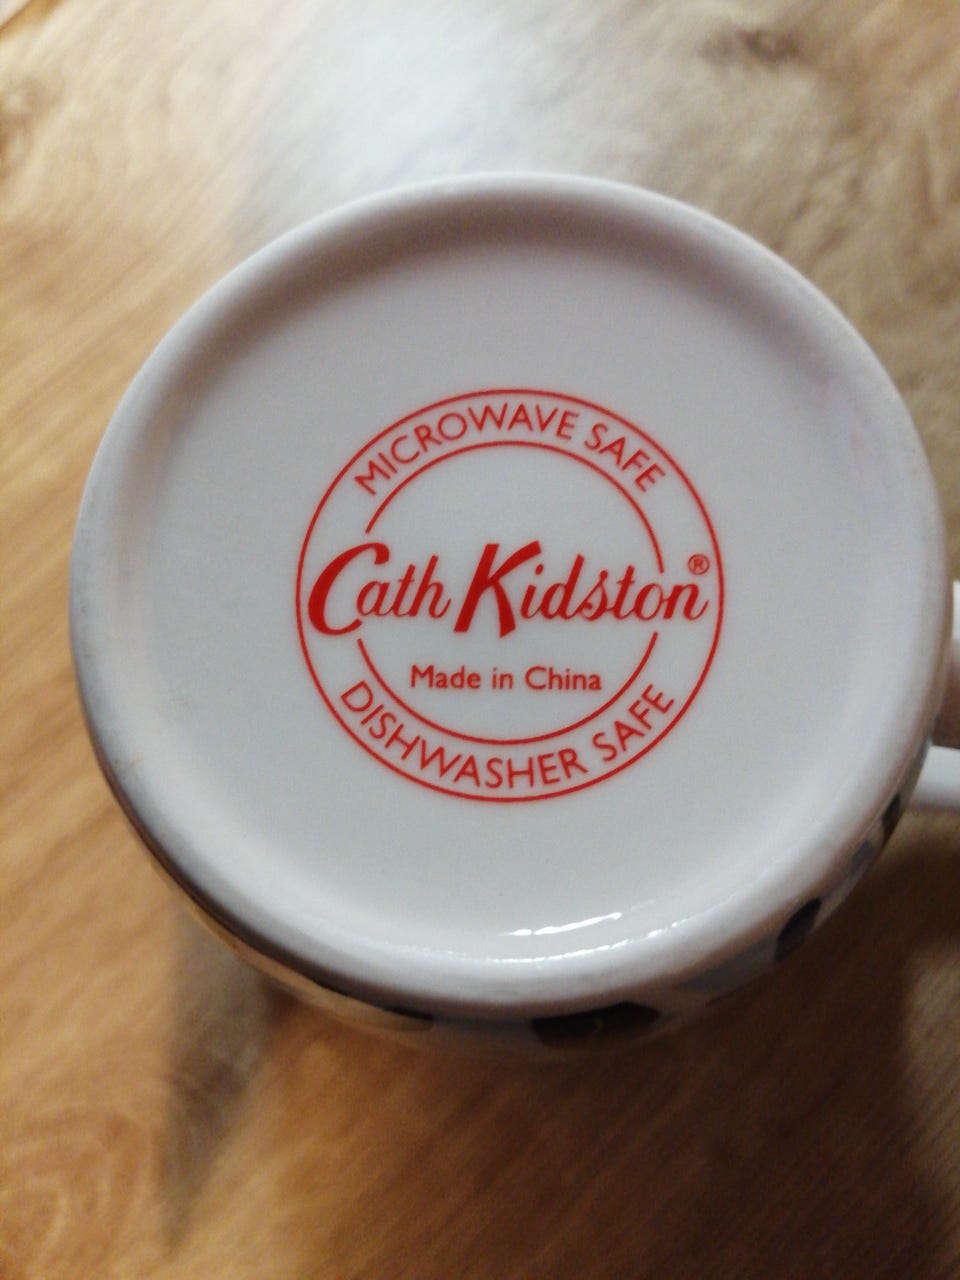 MICROWAVE SAFE
Cath Kidston®
Made in China
DISHWASHER SAFE